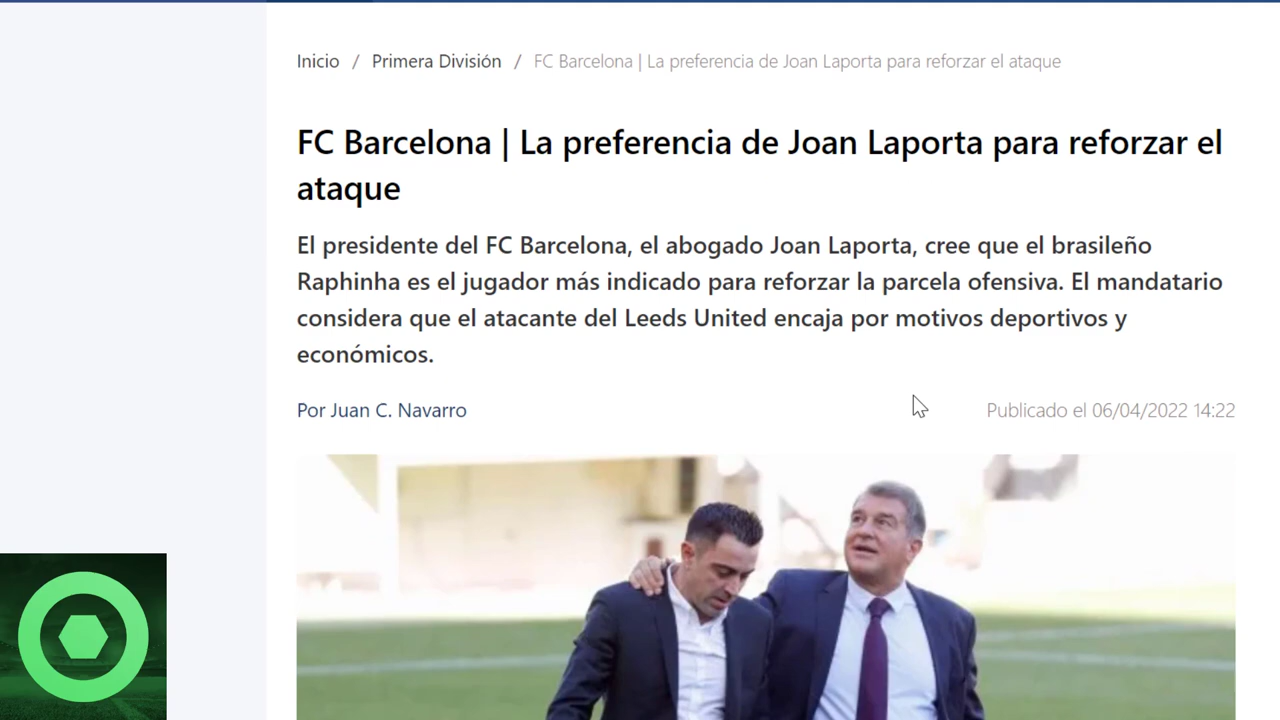 Inicio / Primera División / FC Barcelona | La preferencia de Joan Laporta para reforzar el ataque
FC Barcelona | La preferencia de Joan Laporta para reforzar el
ataque
El presidente del FC Barcelona, el abogado Joan Laporta, cree que el brasileño
Raphinha es el jugador más indicado para reforzar la parcela ofensiva. El mandatario
considera que el atacante del Leeds United encaja por motivos deportivos y
económicos.
Por Juan C. Navarro
Publicado el 06/04/2022 14:22